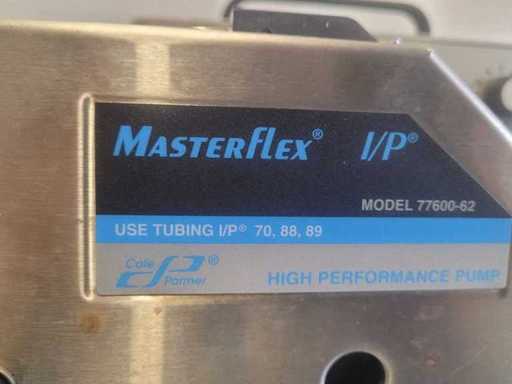 MASTERFLEX® I/P®
MODEL 77600-62
USE TUBING I/P® 70, 88, 89
Cole Parmer®
HIGH PERFORMANCE PUMP